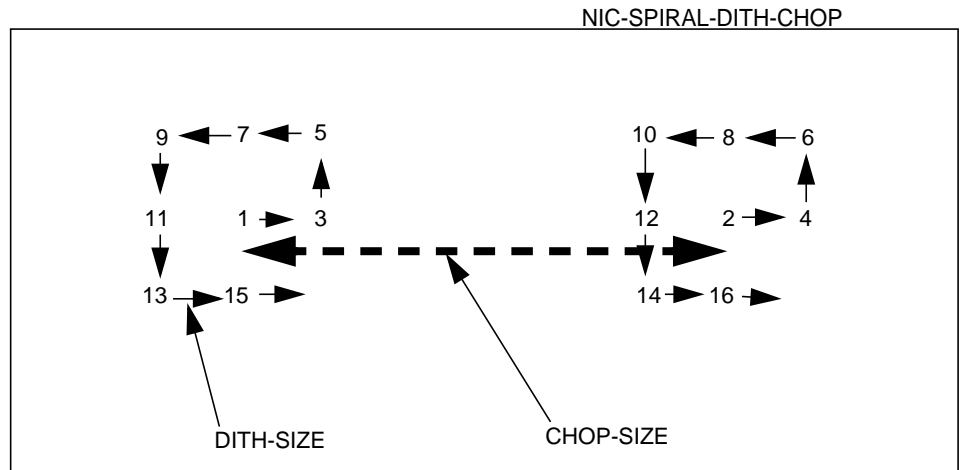 NIC-SPIRAL-DITH-CHOP
9 7 5 10 8 6
11 1 3 12 2 4
13 15 14 16
DITH-SIZE CHOP-SIZE